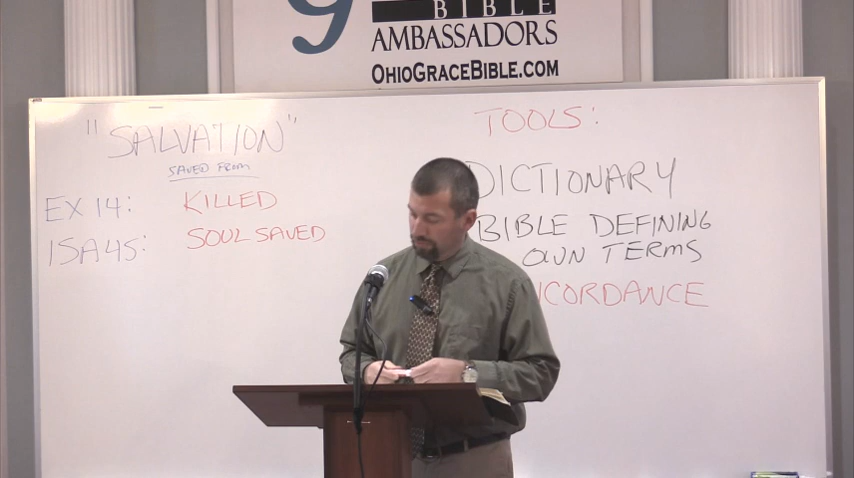 g
BIBLE
AMBASSADORS
OHIOGRACEBIBLE.COM
"SALVATION"
SAVED FROM
EX 14: KILLED
ISA 45: SOUL SAVED
TOOLS:
DICTIONARY
BIBLE DEFINING
OWN TERMS
NCORDANCE